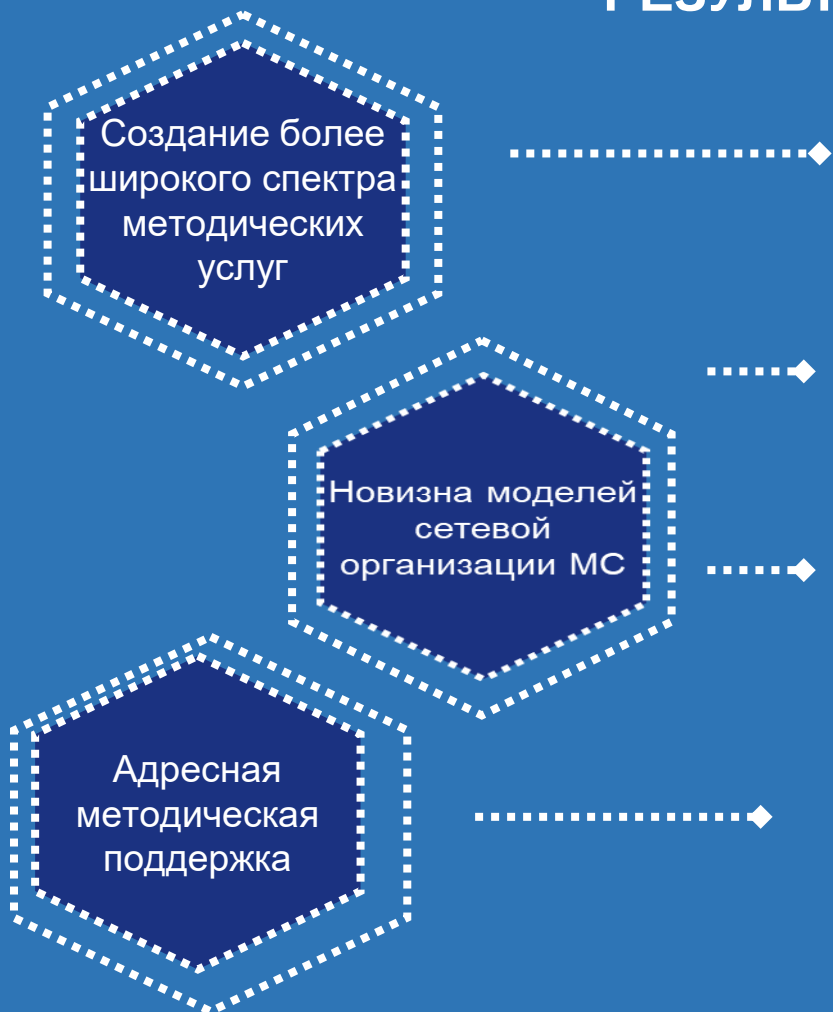 Создание более
широкого спектра
методических
услуг
Новизна моделей
сетевой
организации МС
Адресная
методическая
поддержка